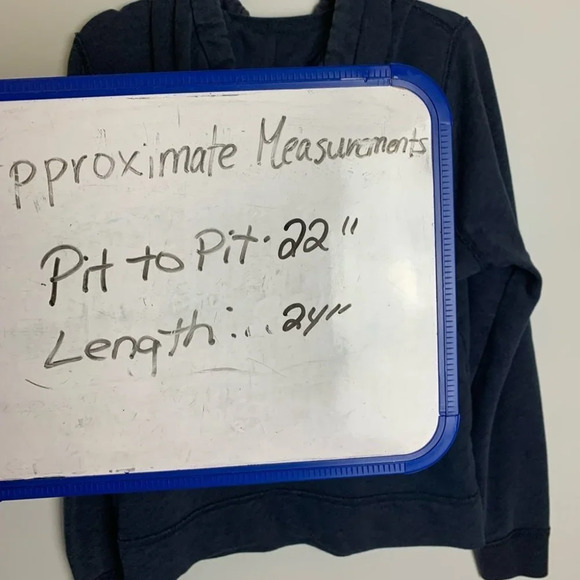 pproximate Measurements
Pit to Pit. 22"
Length:.. 24"